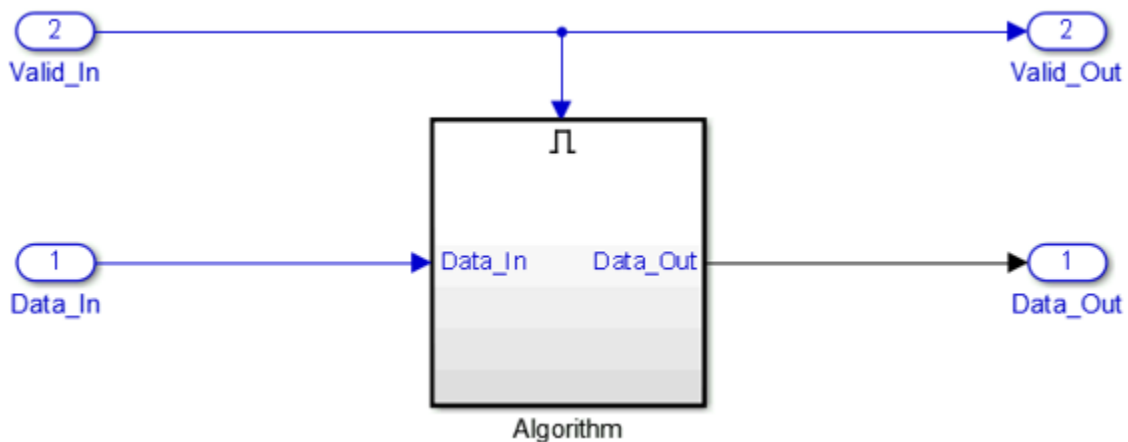 2
2
Valid_In
Valid_Out
Data_In
Data_Out
1
1
Data_In
Data_Out
Algorithm